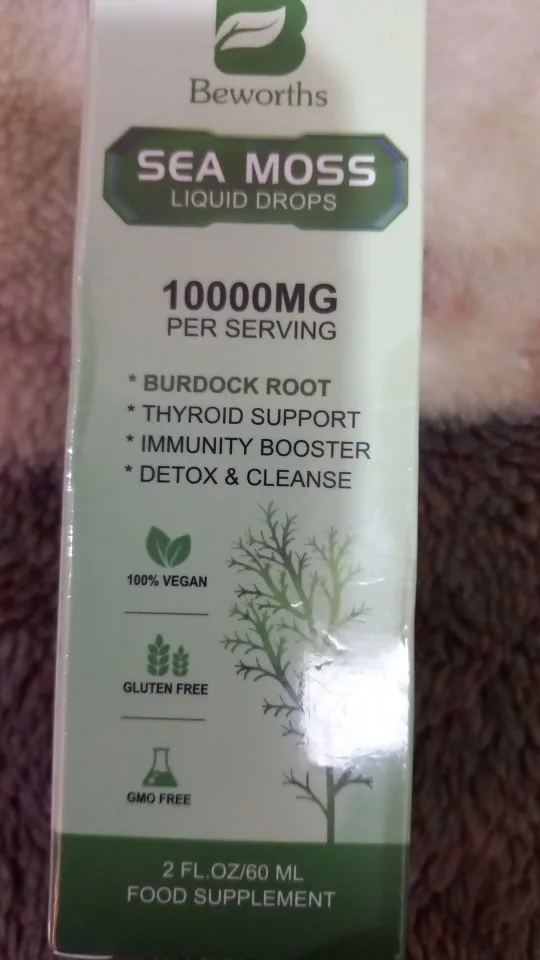 B
Beworths
SEA MOSS
LIQUID DROPS
10000MG
PER SERVING
* BURDOCK ROOT
* THYROID SUPPORT
* IMMUNITY BOOSTER
* DETOX & CLEANSE
100% VEGAN
GLUTEN FREE
GMO FREE
2 FL.OZ/60 ML
FOOD SUPPLEMENT